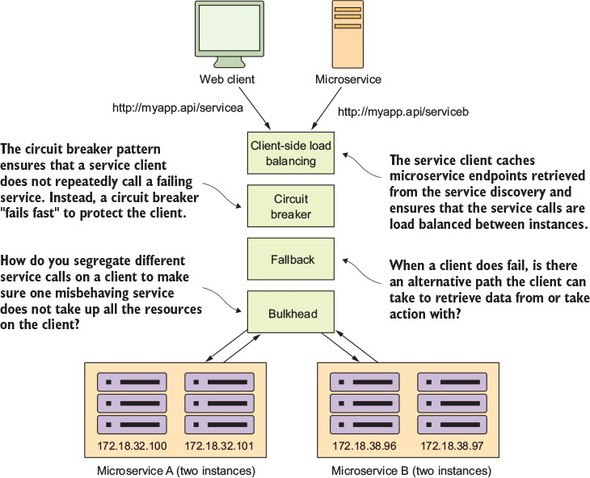 Web client
Microservice
http://myapp.api/servicea
http://myapp.api/serviceb
Client-side load
balancing
The circuit breaker pattern
ensures that a service client
does not repeatedly call a failing
service. Instead, a circuit breaker
"fails fast" to protect the client.
The service client caches
microservice endpoints retrieved
from the service discovery and
ensures that the service calls are
load balanced between instances.
Circuit
breaker
Fallback
How do you segregate different
service calls on a client to make
sure one misbehaving service
does not take up all the resources
on the client?
When a client does fail, is there
an alternative path the client can
take to retrieve data from or take
action with?
Bulkhead
172.18.32.100
172.18.32.101
172.18.38.96
172.18.38.97
Microservice A (two instances)
Microservice B (two instances)